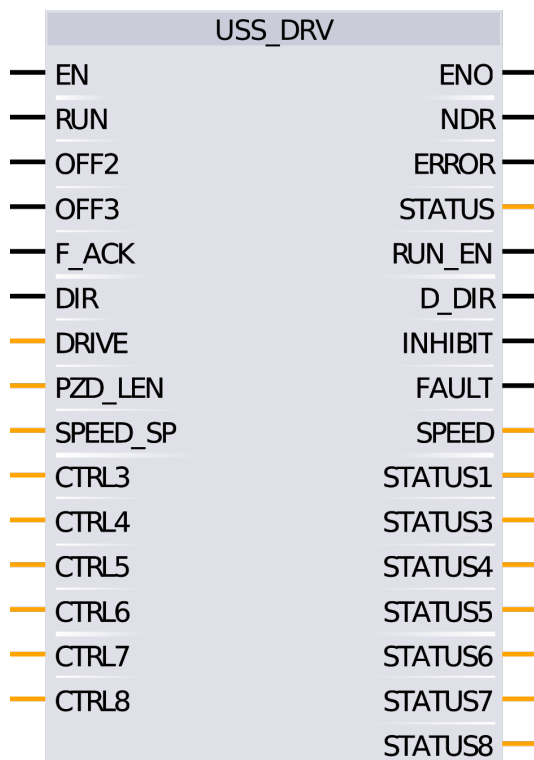 USS_DRV
EN ENO
RUN NDR
OFF2 ERROR
OFF3 STATUS
F_ACK RUN_EN
DIR D_DIR
DRIVE INHIBIT
PZD_LEN FAULT
SPEED_SP SPEED
CTRL3 STATUS1
CTRL4 STATUS3
CTRL5 STATUS4
CTRL6 STATUS5
CTRL7 STATUS6
CTRL8 STATUS7
STATUS8